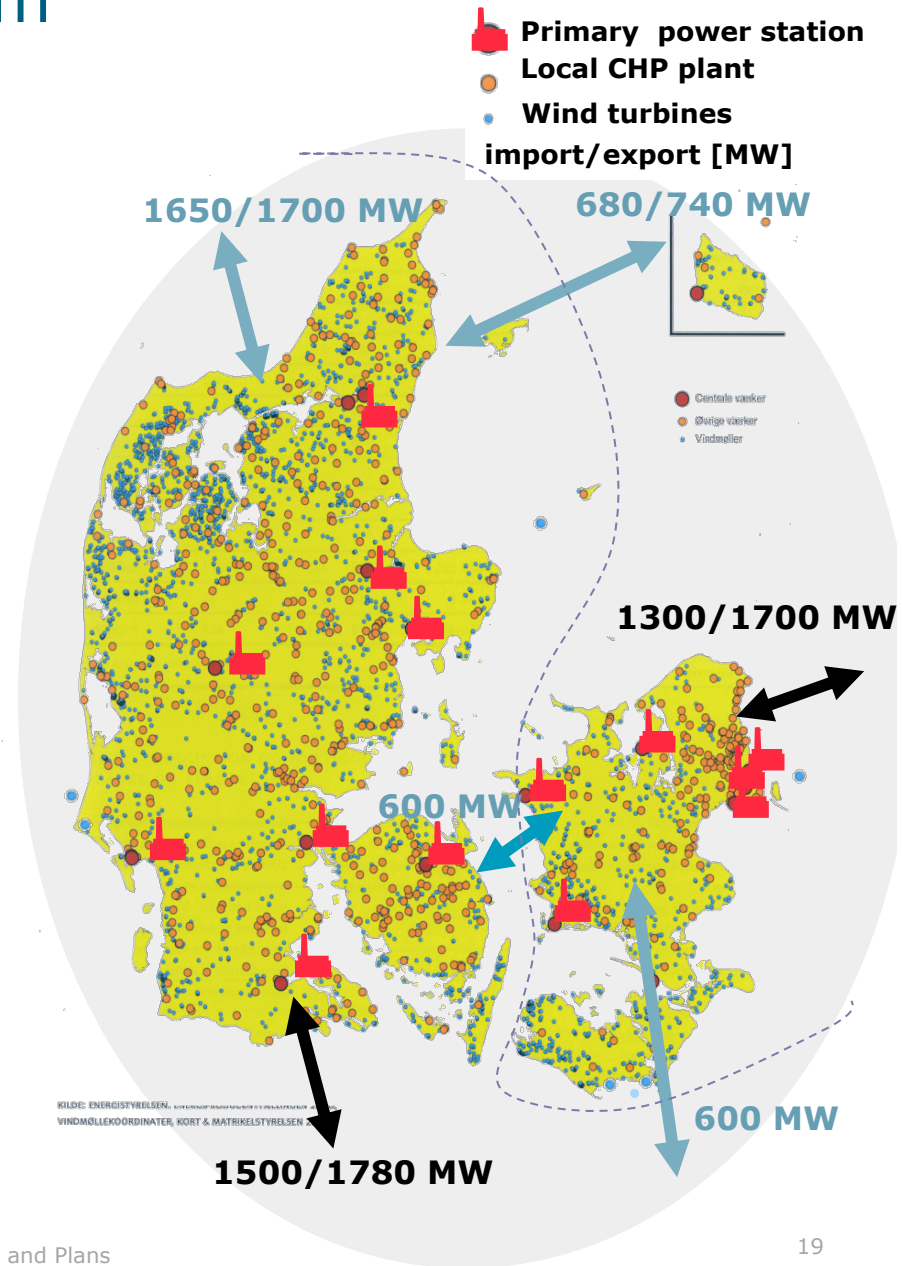 Primary power station
Local CHP plant
Wind turbines
import/export [MW]
1650/1700 MW
680/740 MW
Centrale værker
Øvrige værker
Vindmøller
1300/1700 MW
600 MW
600 MW
KILDE: ENERGISTYRELSEN.
VINDMØLLEKOORDINATER, KORT & MATRIKELSTYRELSEN
1500/1780 MW
and Plans
19